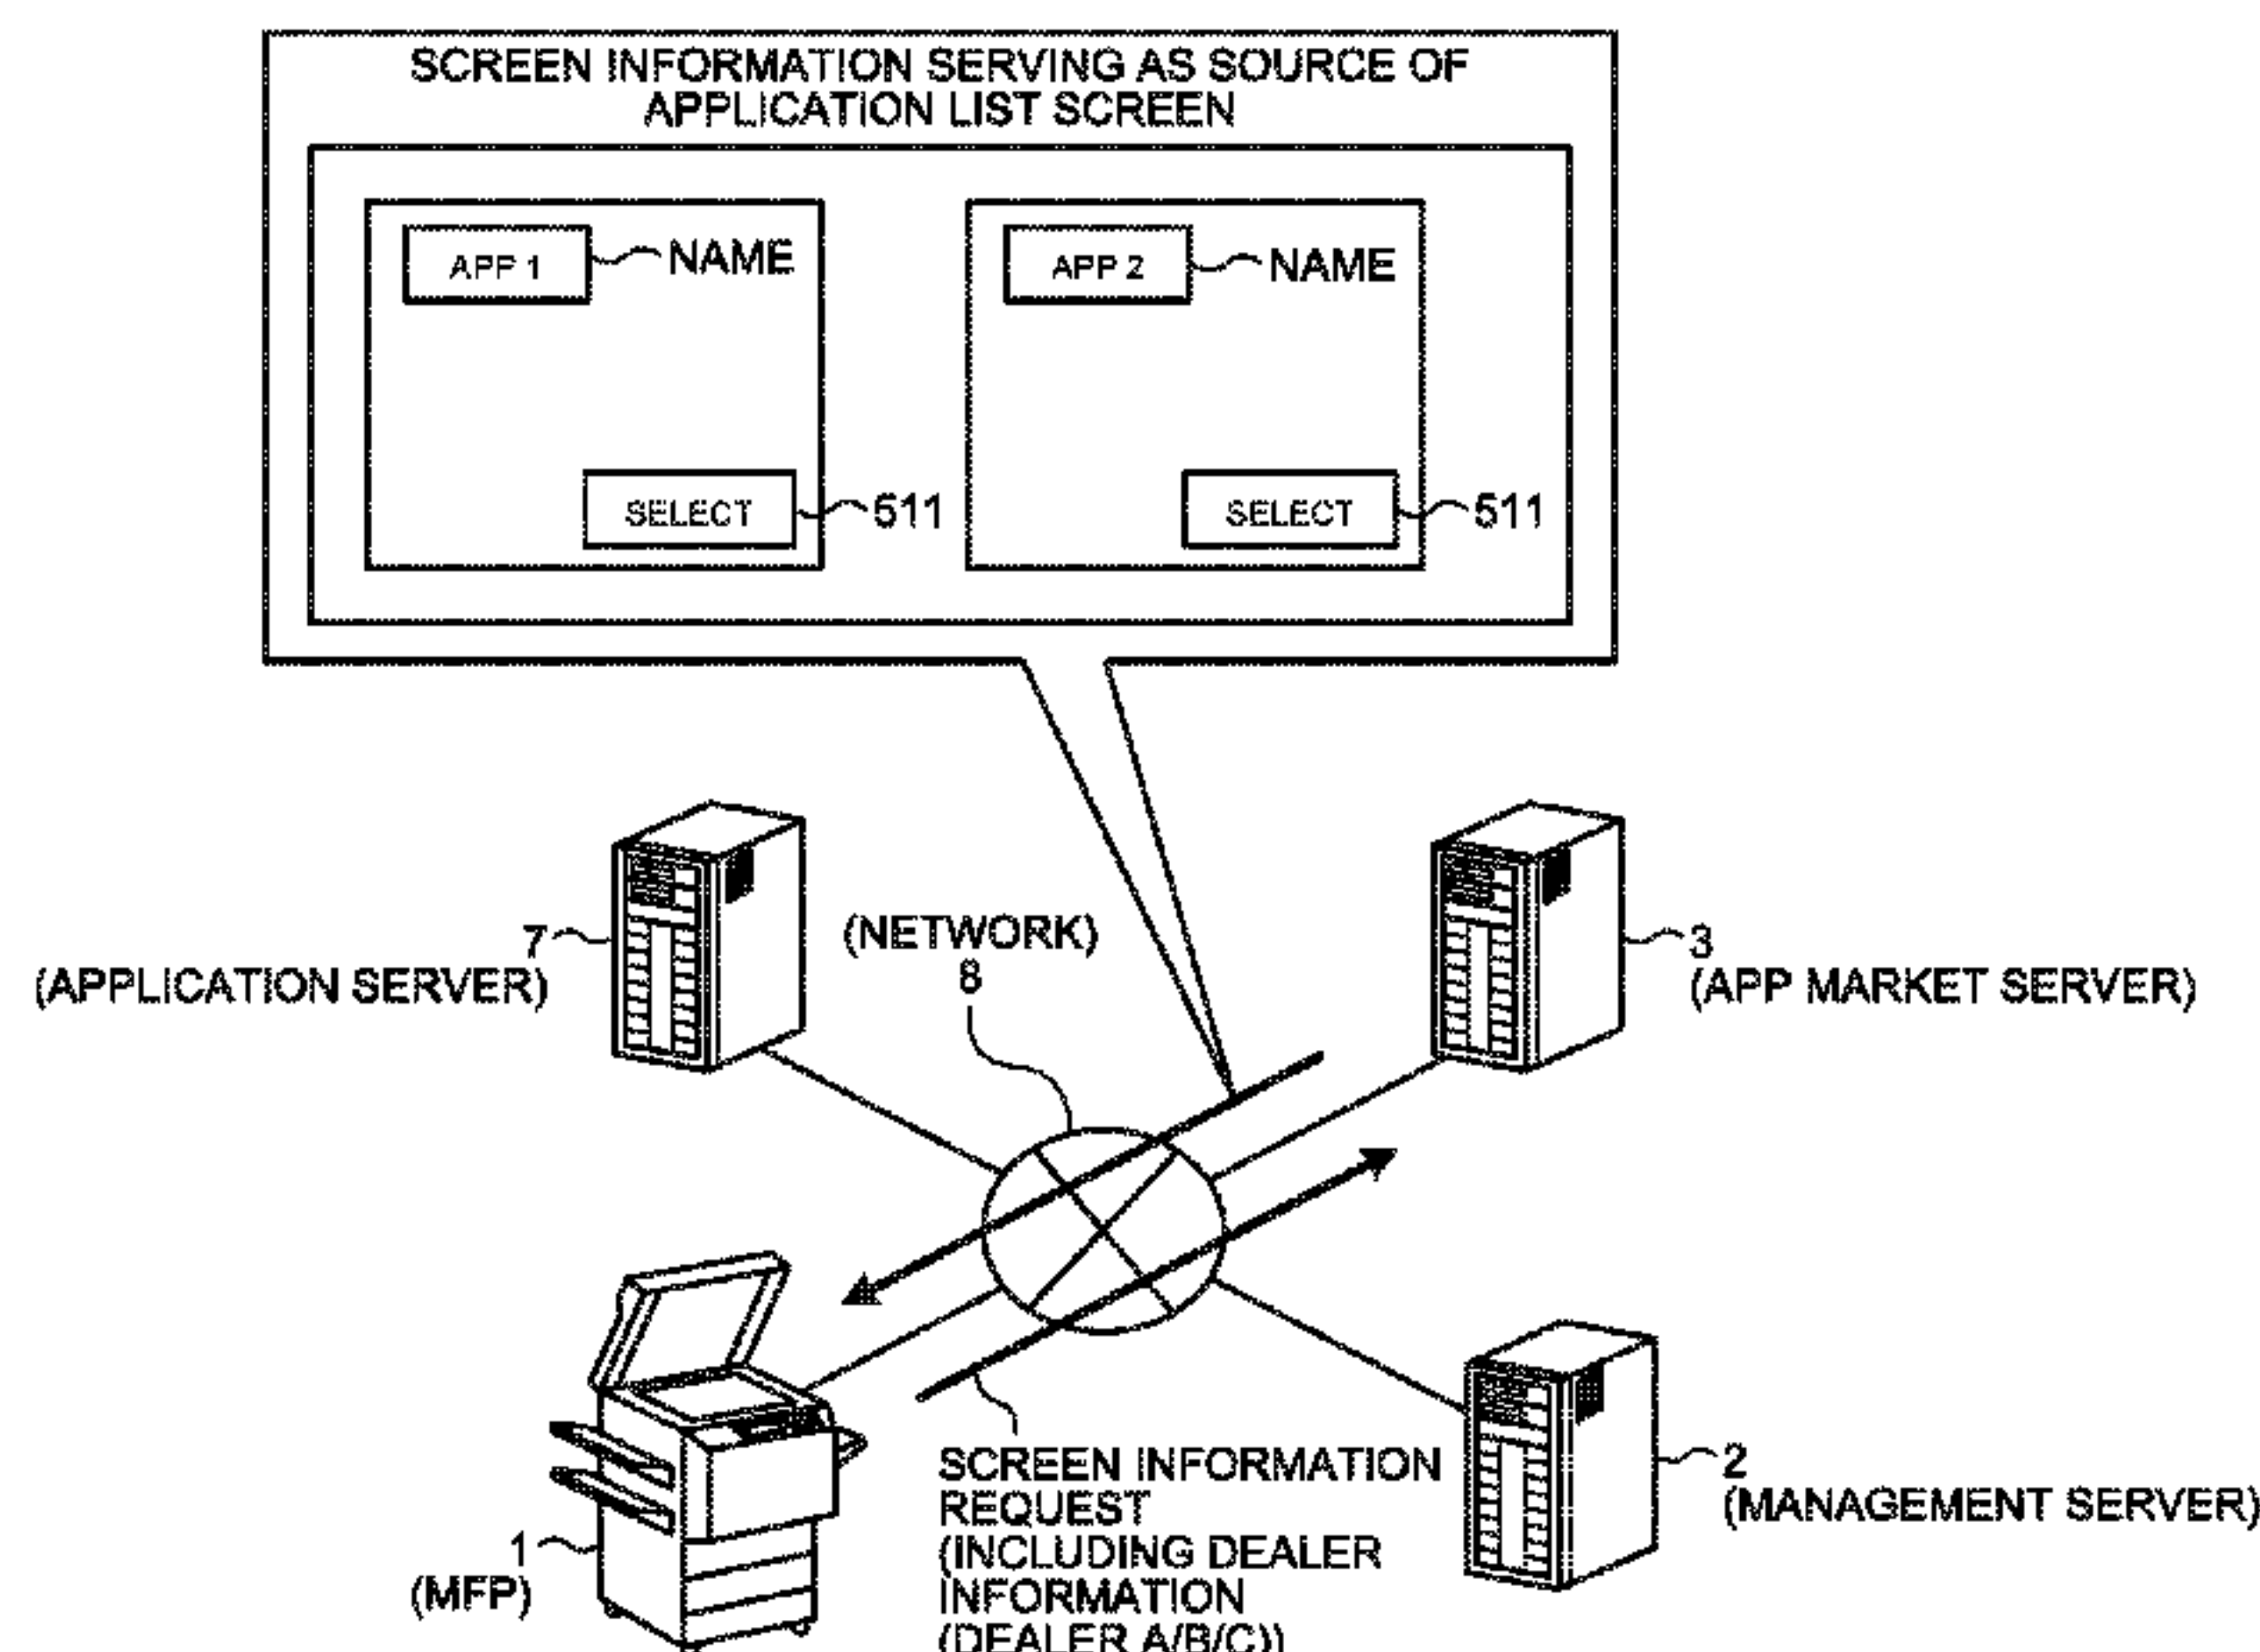 SCREEN INFORMATION SERVING AS SOURCE OF
APPLICATION LIST SCREEN
APP 1
NAME
APP 2
NAME
SELECT
511
SELECT
511
7
(APPLICATION SERVER)
(NETWORK)
8
3
(APP MARKET SERVER)
1
(MFP)
SCREEN INFORMATION
REQUEST
(INCLUDING DEALER
INFORMATION
(DEALER A/B/C))
2
(MANAGEMENT SERVER)